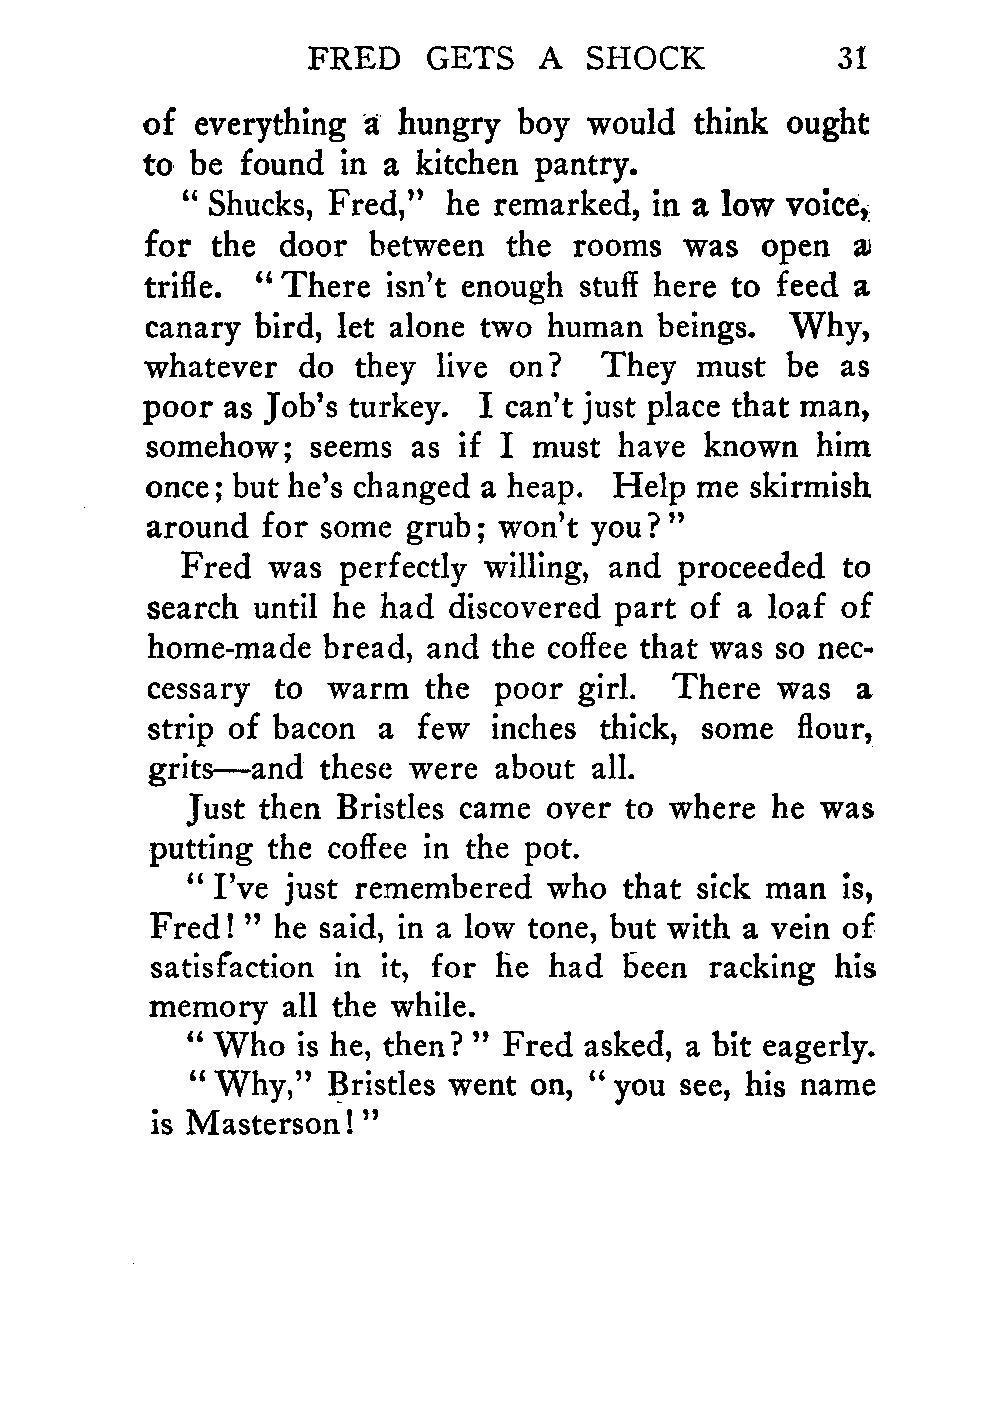 FRED GETS A SHOCK 31
of everything a hungry boy would think ought
to be found in a kitchen pantry.
“ Shucks, Fred,” he remarked, in a low voice,
for the door between the rooms was open a
trifle. “ There isn’t enough stuff here to feed a
canary bird, let alone two human beings. Why,
whatever do they live on? They must be as
poor as Job’s turkey. I can’t just place that man,
somehow; seems as if I must have known him
once; but he’s changed a heap. Help me skirmish
around for some grub; won’t you? ”
Fred was perfectly willing, and proceeded to
search until he had discovered part of a loaf of
home-made bread, and the coffee that was so nec-
cessary to warm the poor girl. There was a
strip of bacon a few inches thick, some flour,
grits—and these were about all.
Just then Bristles came over to where he was
putting the coffee in the pot.
“ I’ve just remembered who that sick man is,
Fred! ” he said, in a low tone, but with a vein of
satisfaction in it, for he had been racking his
memory all the while.
“ Who is he, then? ” Fred asked, a bit eagerly.
“ Why,” Bristles went on, “ you see, his name
is Masterson! ”